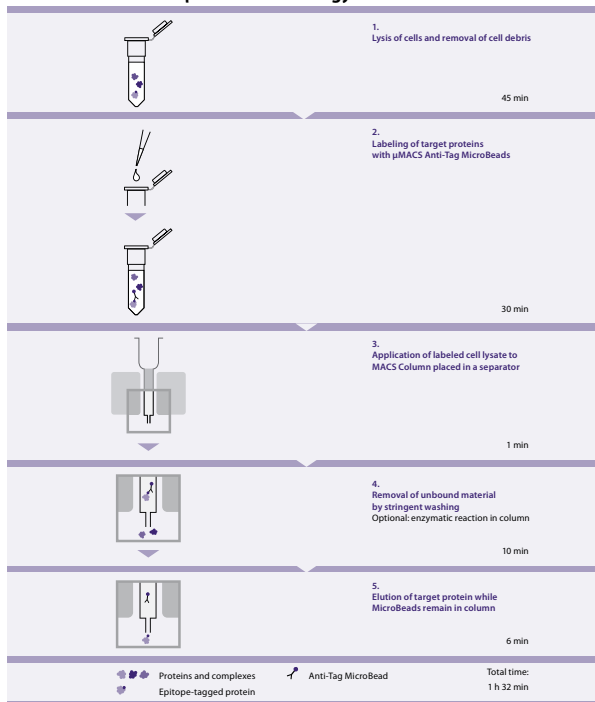 1.
Lysis of cells and removal of cell debris
45 min
2.
Labeling of target proteins
with µMACS Anti-Tag MicroBeads
30 min
3.
Application of labeled cell lysate to
MACS Column placed in a separator
1 min
4.
Removal of unbound material
by stringent washing
Optional: enzymatic reaction in column
10 min
5.
Elution of target protein while
MicroBeads remain in column
6 min
Proteins and complexes
Anti-Tag MicroBead
Total time:
Epitope-tagged protein
1 h 32 min